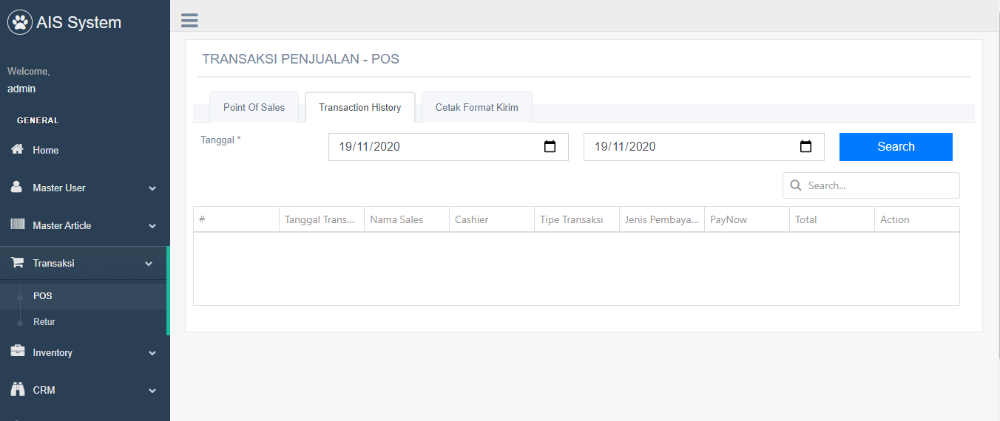 AIS System
Welcome,
admin
GENERAL
Home
Master User
Master Article
Transaksi
POS
Retur
Inventory
CRM
TRANSAKSI PENJUALAN - POS
Point Of Sales Transaction History Cetak Format Kirim
Tanggal * 19/11/2020 19/11/2020 Search
Search...
# Tanggal Trans... Nama Sales Cashier Tipe Transaksi Jenis Pembaya... PayNow Total Action